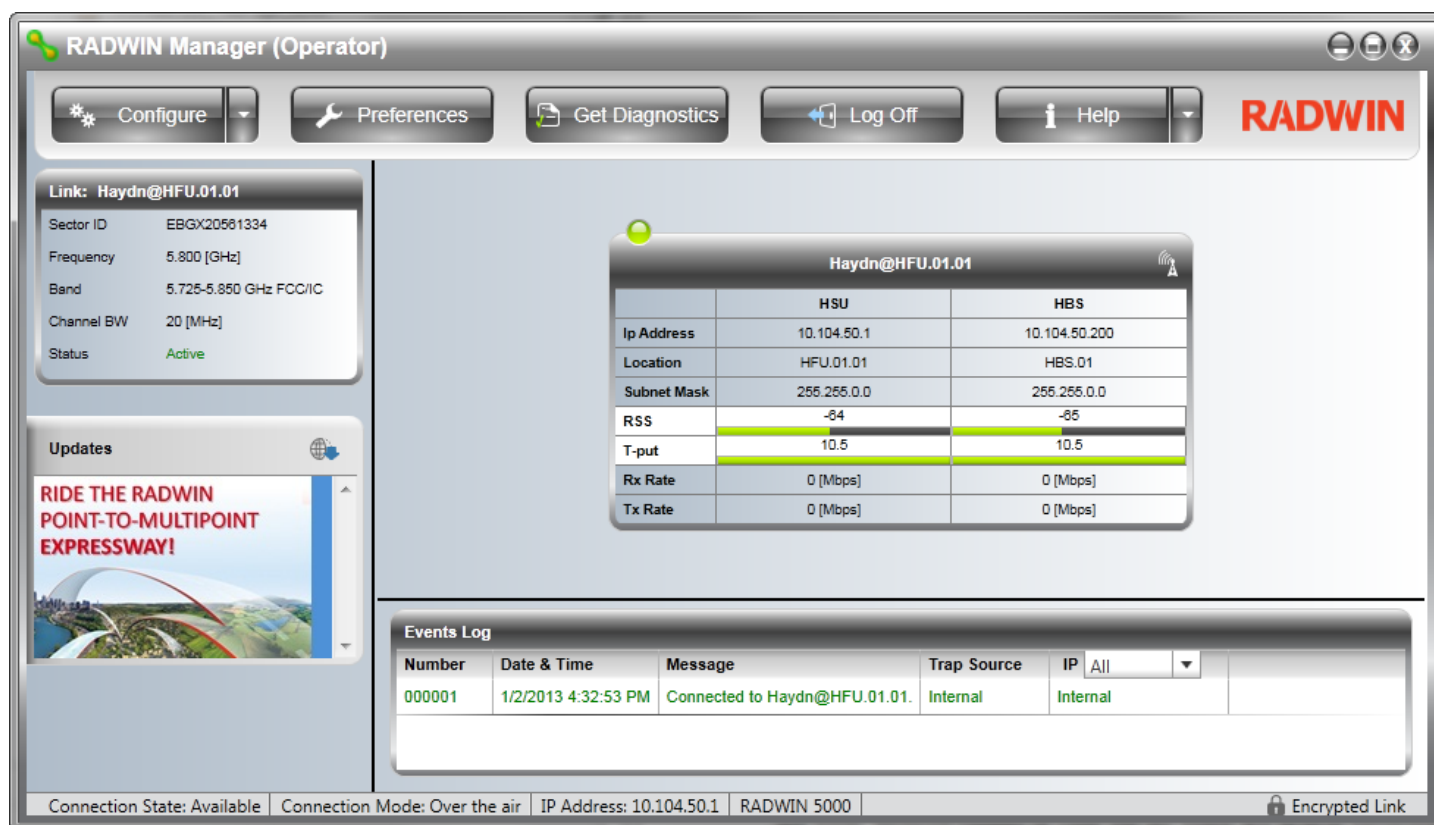 RADWIN Manager (Operator)
Configure
Preferences
Get Diagnostics
Log Off
Help
RADWIN
Link: Haydn@HFU.01.01
Sector ID EBGX20561334
Frequency 5.800 [GHz]
Band 5.725-5.850 GHz FCC/IC
Channel BW 20 [MHz]
Status Active
Updates
RIDE THE RADWIN
POINT-TO-MULTIPOINT
EXPRESSWAY!
Haydn@HFU.01.01
HSU HBS
Ip Address 10.104.50.1 10.104.50.200
Location HFU.01.01 HBS.01
Subnet Mask 255.255.0.0 255.255.0.0
RSS -64 -65
T-put 10.5 10.5
Rx Rate 0 [Mbps] 0 [Mbps]
Tx Rate 0 [Mbps] 0 [Mbps]
Events Log
Number Date & Time Message Trap Source IP All
000001 1/2/2013 4:32:53 PM Connected to Haydn@HFU.01.01. Internal Internal
Connection State: Available Connection Mode: Over the air IP Address: 10.104.50.1 RADWIN 5000 Encrypted Link